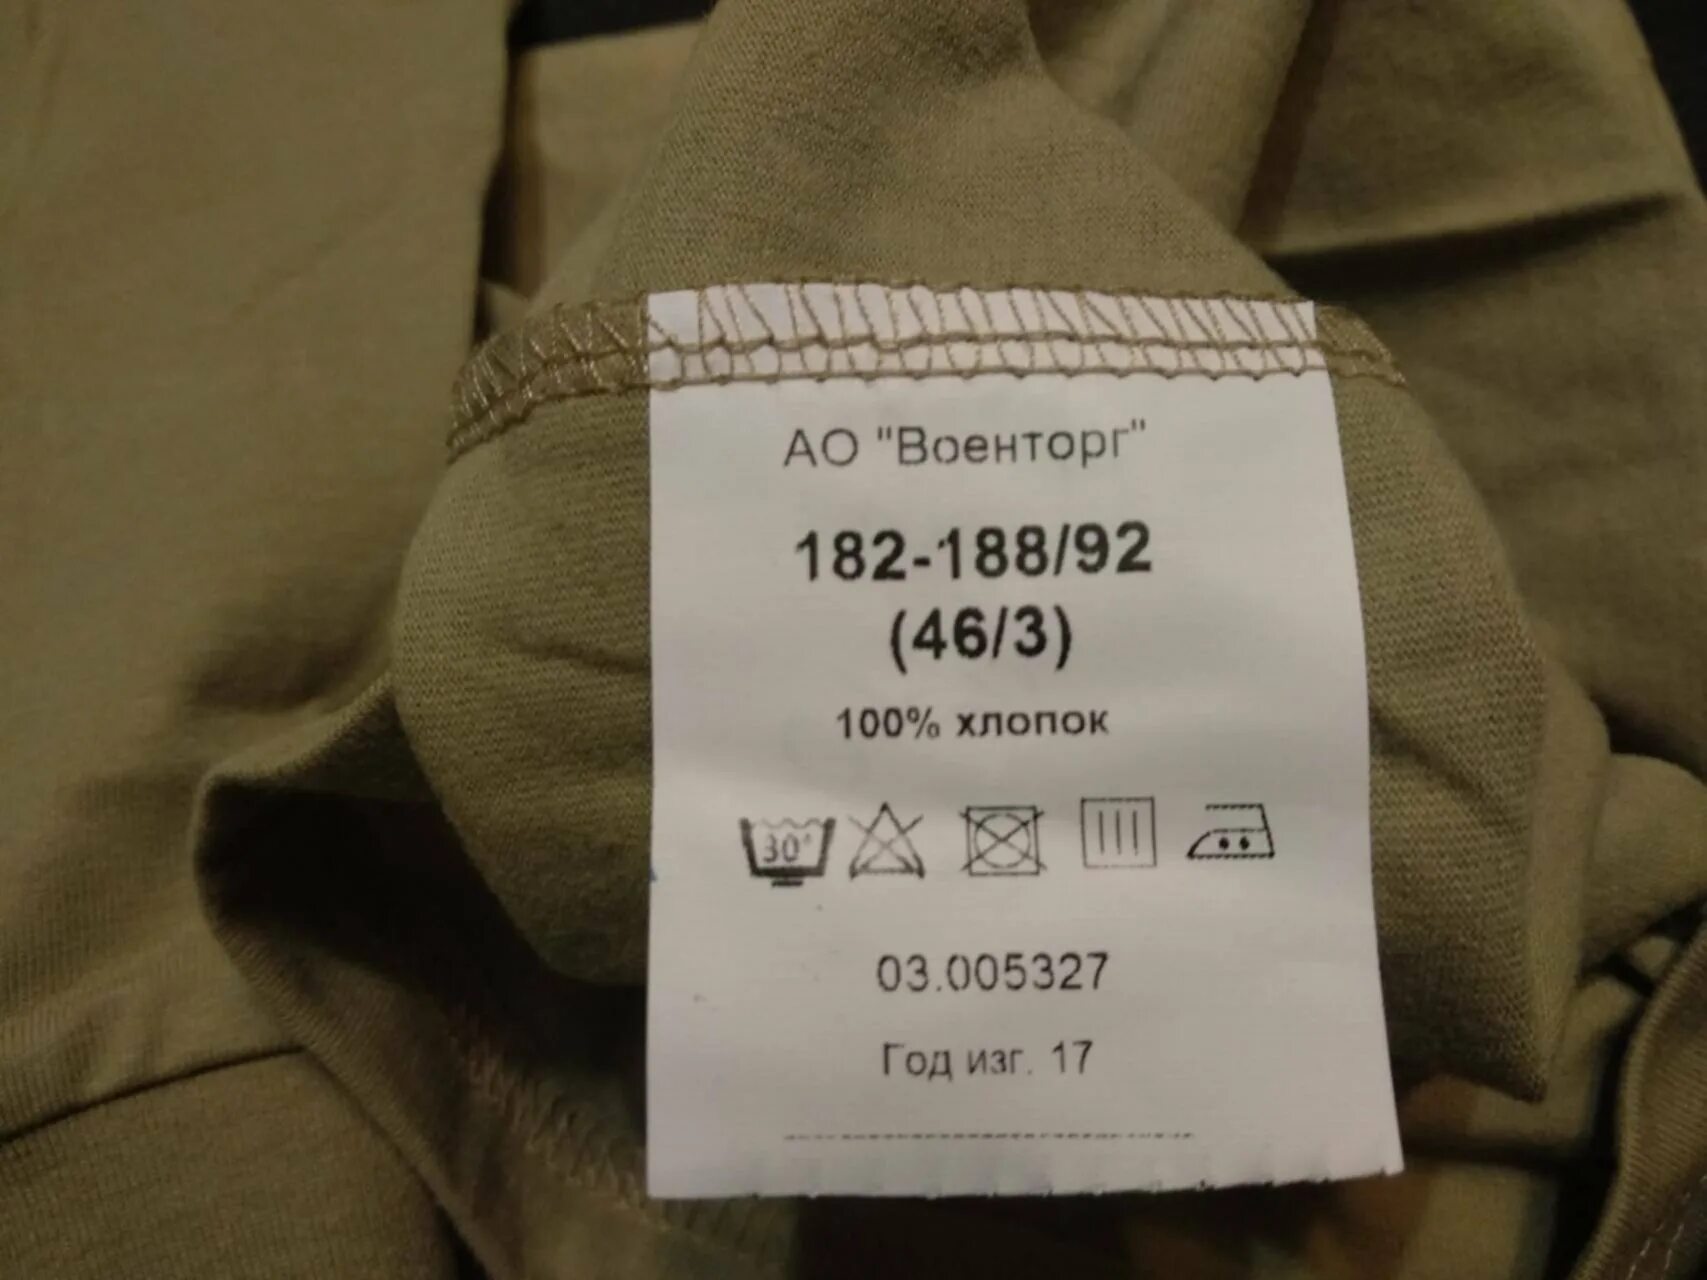 АО "Военторг"
182-188/92
(46/3)
100% хлопок
30°
03.005327
Год изг. 17